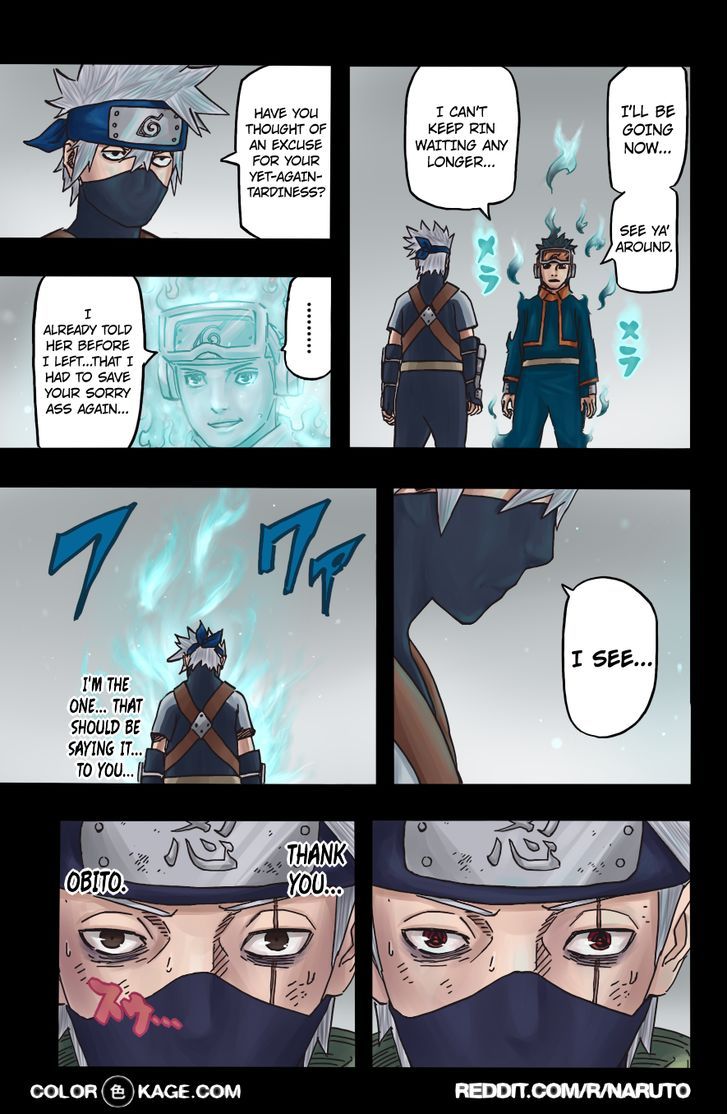 I'LL BE
GOING
NOW...
SEE YA'
AROUND.
I CAN'T
KEEP RIN
WAITING ANY
LONGER...
メラ
メラ
HAVE YOU
THOUGHT OF
AN EXCUSE
FOR YOUR
YET-AGAIN-
TARDINESS?
.........
I
ALREADY TOLD
HER BEFORE
I LEFT...THAT I
HAD TO SAVE
YOUR SORRY
ASS AGAIN...
I SEE...
ファッ
I'M THE
ONE... THAT
SHOULD BE
SAYING IT...
TO YOU...
忍
忍
THANK
YOU...
OBITO.
スゥ...
COLOR 色 KAGE.COM
REDDIT.COM/R/NARUTO